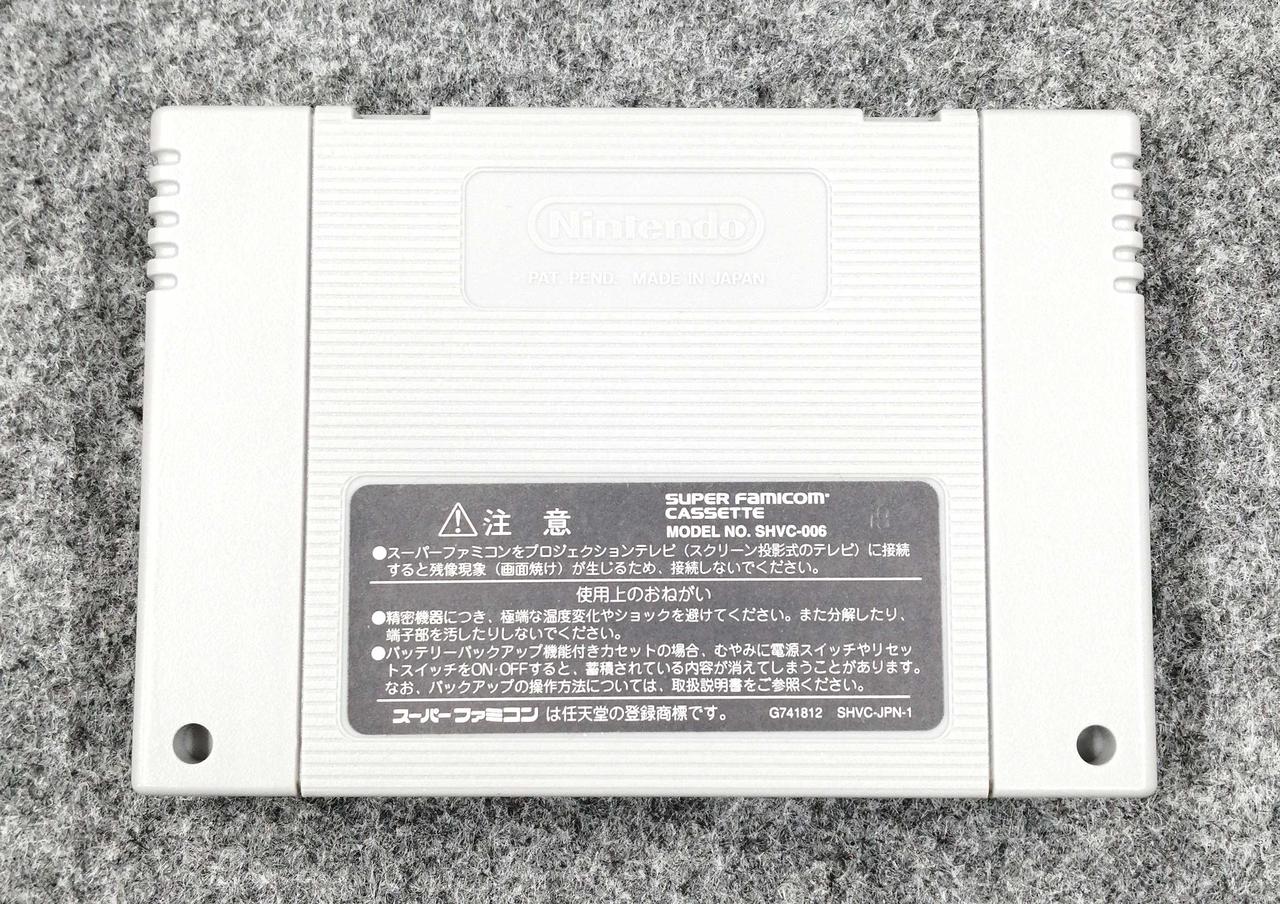 Nintendo
PAT. PEND. MADE IN JAPAN
⚠注 意
SUPER FAMICOM
CASSETTE
MODEL NO. SHVC-006
●スーパーファミコンをプロジェクションテレビ（スクリーン投影式のテレビ）に接続
すると残像現象（画面焼け）が生じるため、接続しないでください。
使用上のおねがい
●精密機器につき、極端な温度変化やショックを避けてください。また分解したり、
端子部を汚したりしないでください。
●バッテリーバックアップ機能付きカセットの場合、むやみに電源スイッチやリセッ
トスイッチをON·OFFすると、蓄積されている内容が消えてしまうことがあります。
なお、バックアップの操作方法については、取扱説明書をご参照ください。
スーパーファミコン は任天堂の登録商標です。 G741812 SHVC-JPN-1